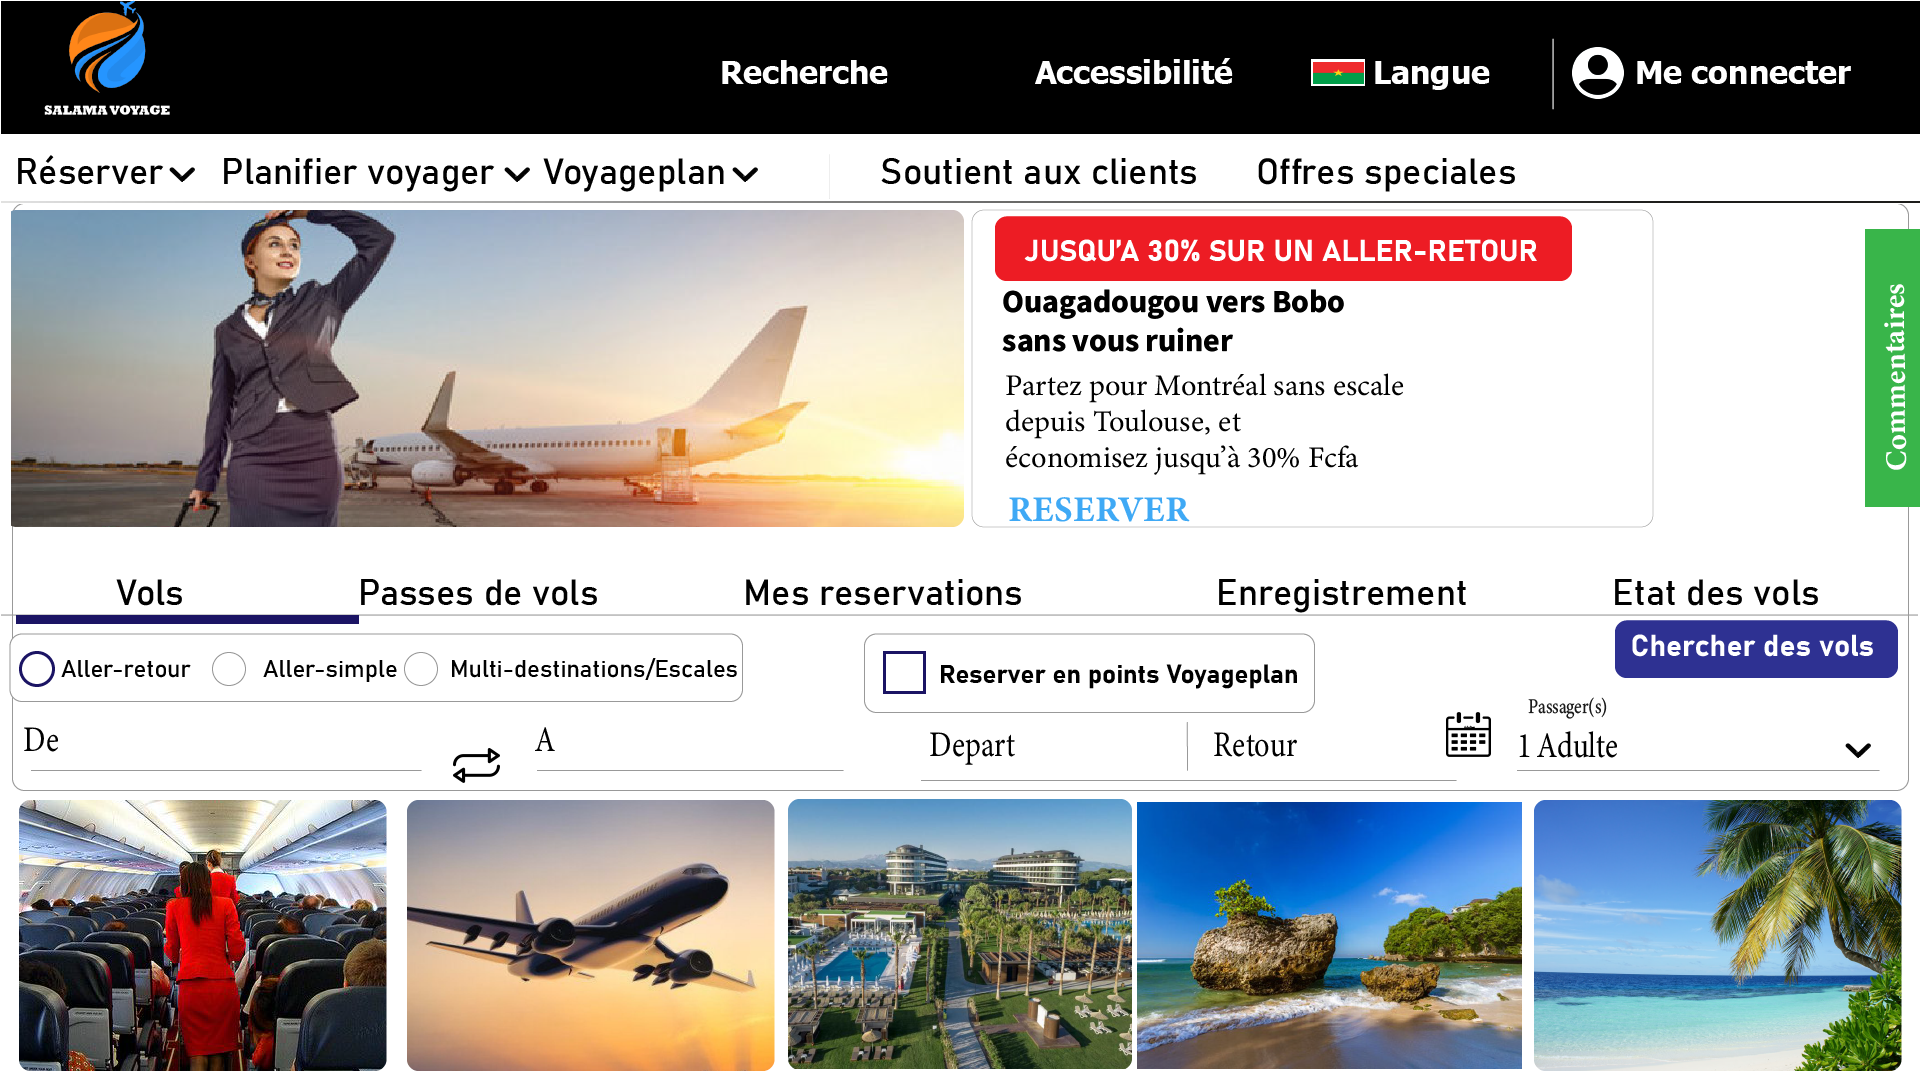 SALAMA VOYAGE
Recherche
Accessibilité
Langue
Me connecter
Réserver
Planifier voyager
Voyageplan
Soutient aux clients
Offres speciales
JUSQU'A 30% SUR UN ALLER-RETOUR
Ouagadougou vers Bobo
sans vous ruiner
Partez pour Montréal sans escale
depuis Toulouse, et
économisez jusqu’à 30% Fcfa
RESERVER
Commentaires
Vols
Passes de vols
Mes reservations
Enregistrement
Etat des vols
Aller-retour
Aller-simple
Multi-destinations/Escales
Reserver en points Voyageplan
Chercher des vols
De
A
Depart
Retour
Passager(s)
1 Adulte